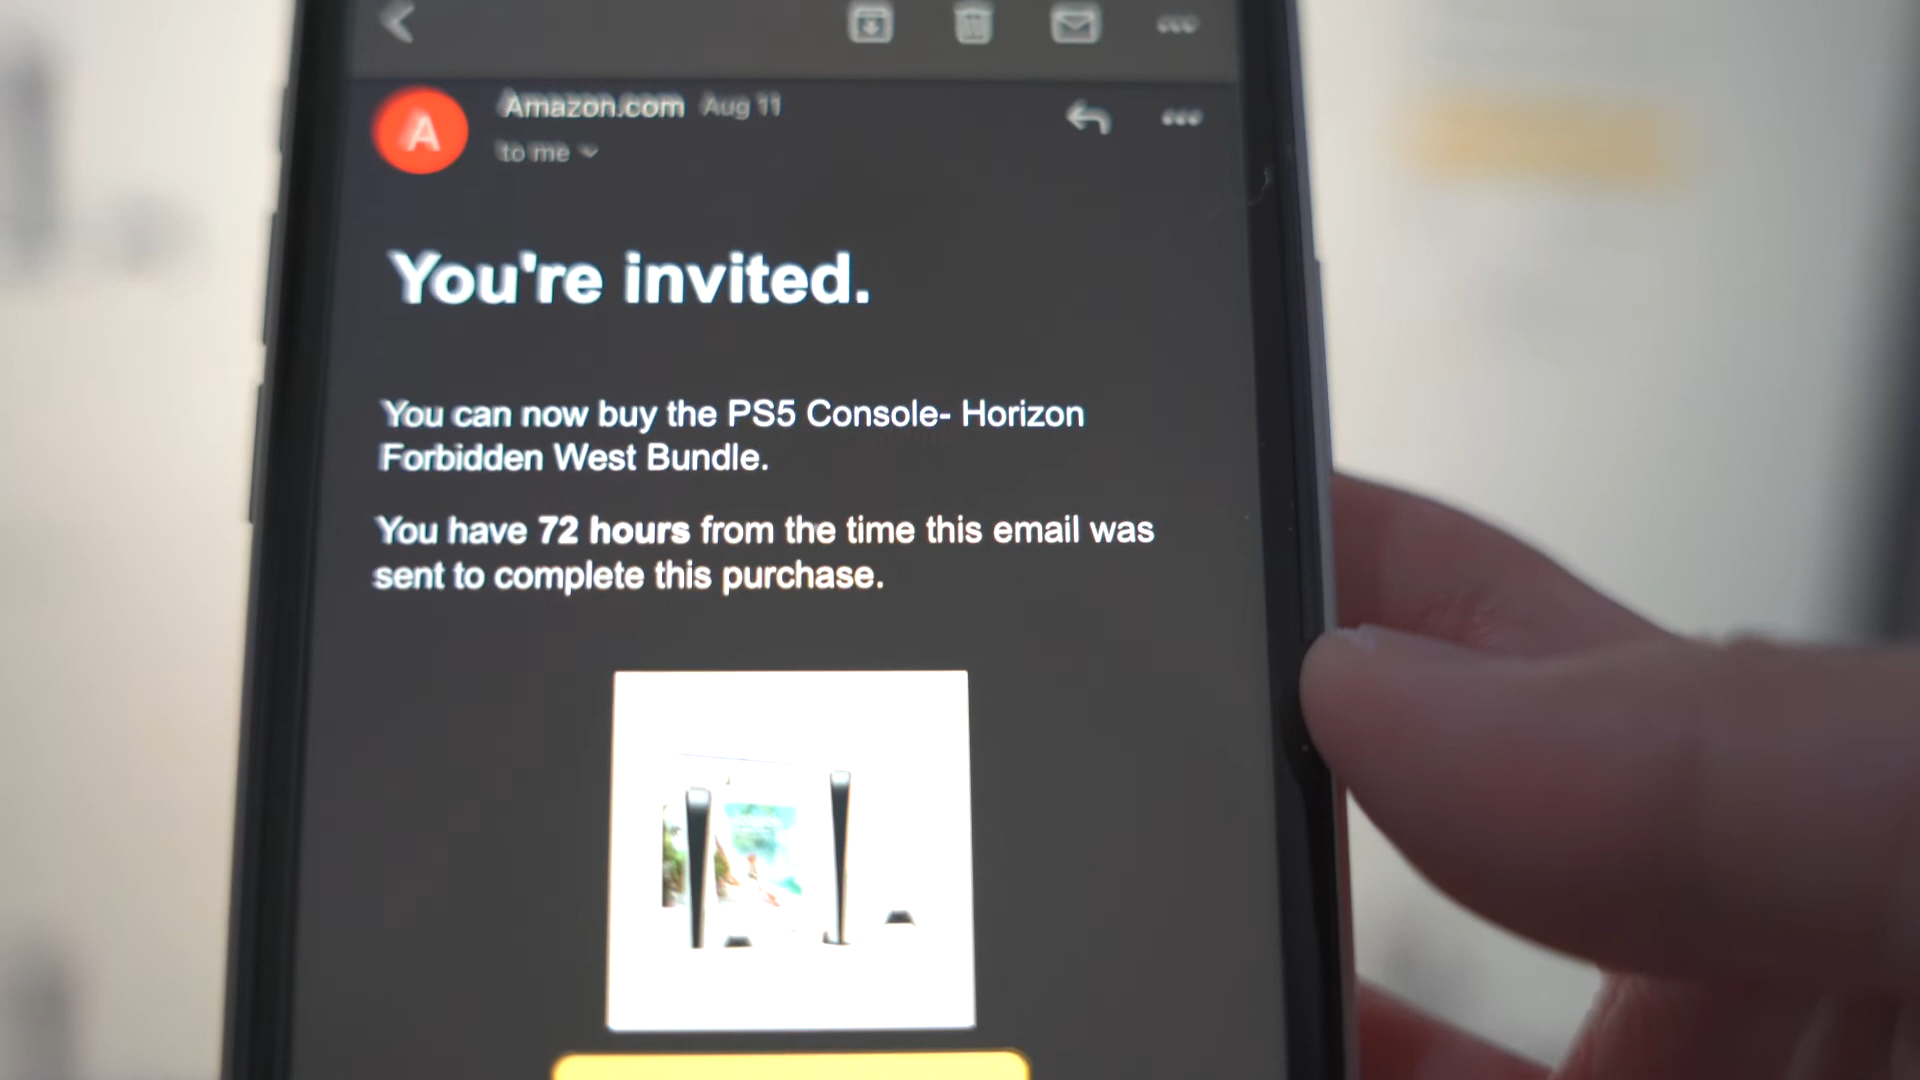 A
Amazon.com Aug 11
to me
You're invited.
You can now buy the PS5 Console- Horizon
Forbidden West Bundle.
You have 72 hours from the time this email was
sent to complete this purchase.